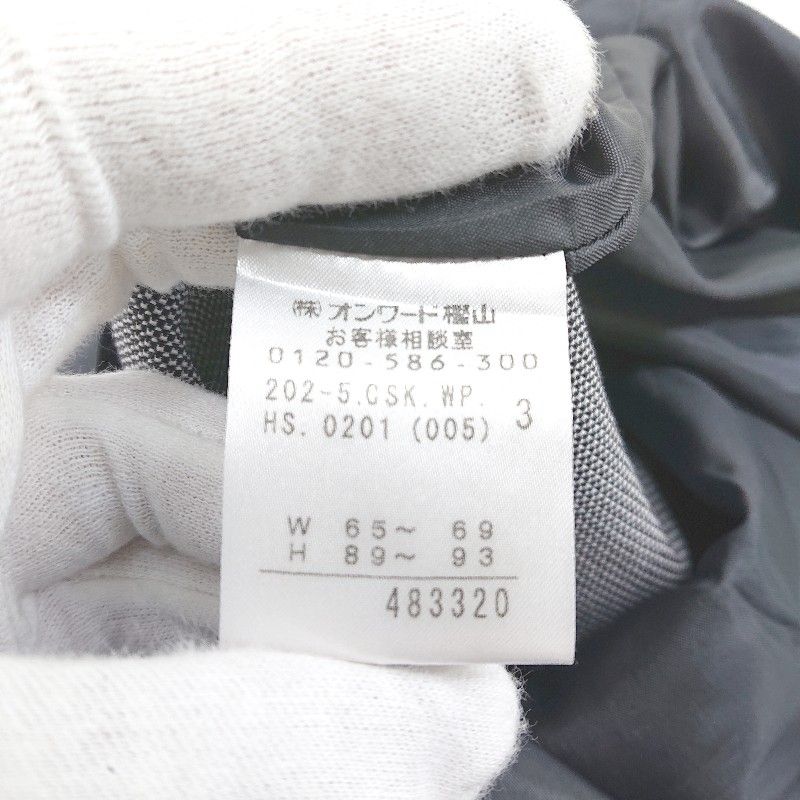 ㈱オンワード樫山
お客様相談室
0120-586-300
202-5.CSK.WP.
HS.0201(005) 3
W 65～ 69
H 89～ 93
483320